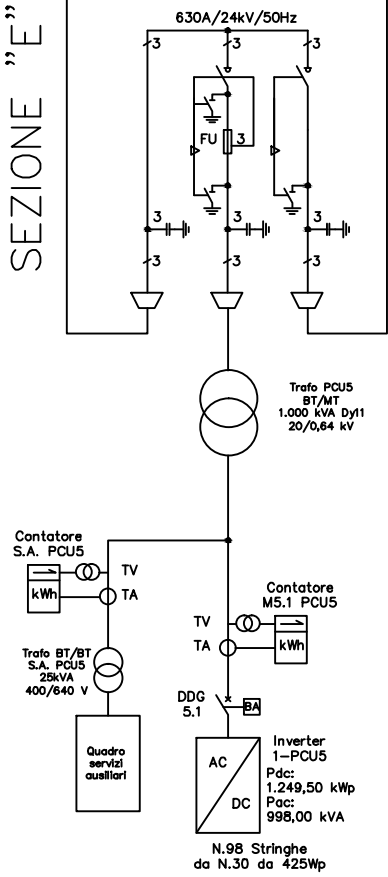 SEZIONE "E"
630A/24kV/50Hz
3
3
3
FU
3
3
3
3
3
3
3
Trafo PCU5
BT/MT
1.000 kVA Dy11
20/0,64 kV
Contatore
S.A. PCU5
TV
kWh
TA
Contatore
M5.1 PCU5
TV
TA
kWh
Trafo BT/BT
S.A. PCU5
25kVA
400/640 V
DDG
5.1
BA
Quadro
servizi
ausiliari
AC
DC
Inverter
1-PCU5
Pdc:
1.249,50 kWp
Pac:
998,00 kVA
N.98 Stringhe
da N.30 da 425Wp